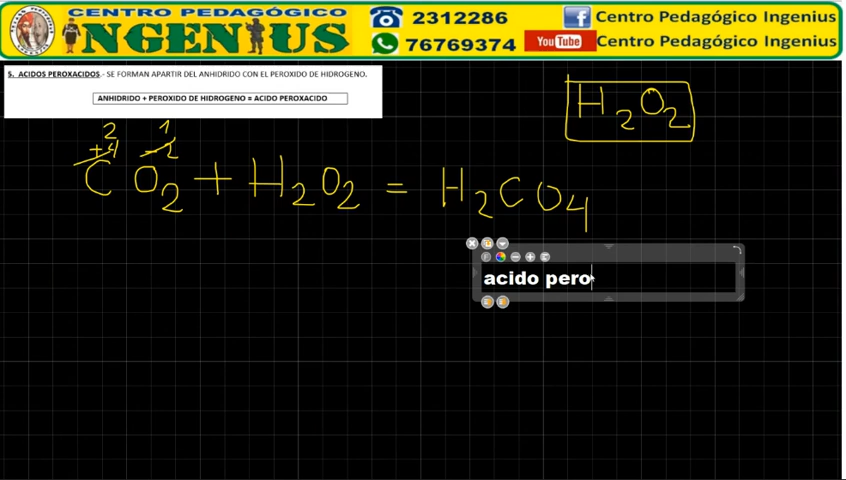 CENTRO PEDAGÓGICO
INGENIUS
2312286
76769374
Centro Pedagógico Ingenius
YouTube Centro Pedagógico Ingenius
5. ACIDOS PEROXACIDOS.- SE FORMAN APARTIR DEL ANHIDRIDO CON EL PEROXIDO DE HIDROGENO.
ANHIDRIDO + PEROXIDO DE HIDROGENO = ACIDO PEROXACIDO
H2O2
2 1
+4 -2
CO2 + H2O2 = H2CO4
acido pero